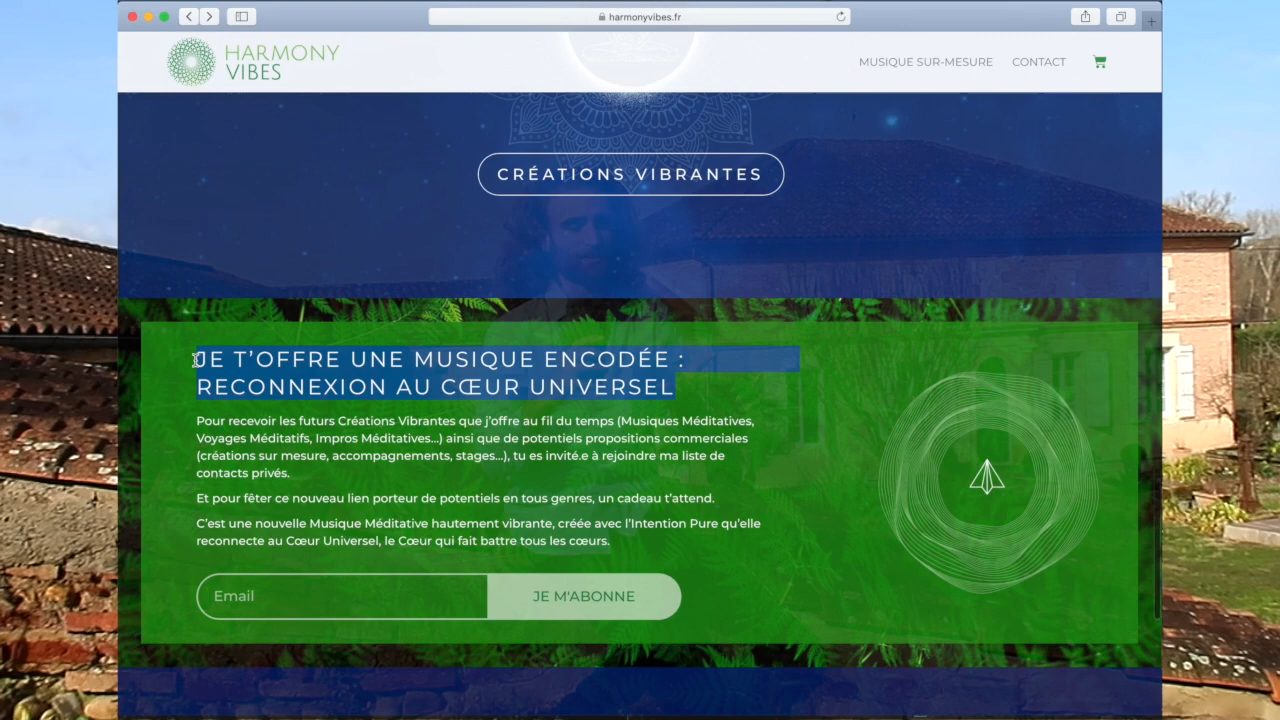 harmonyvibes.fr
HARMONY
VIBES
MUSIQUE SUR-MESURE
CONTACT
CRÉATIONS VIBRANTES
JE T’OFFRE UNE MUSIQUE ENCODÉE :
RECONNEXION AU CŒUR UNIVERSEL
Pour recevoir les futurs Créations Vibrantes que j’offre au fil du temps (Musiques Méditatives,
Voyages Méditatifs, Impros Méditatives...) ainsi que de potentiels propositions commerciales
(créations sur mesure, accompagnements, stages...), tu es invité.e à rejoindre ma liste de
contacts privés.
Et pour fêter ce nouveau lien porteur de potentiels en tous genres, un cadeau t’attend.
C’est une nouvelle Musique Méditative hautement vibrante, créée avec l’Intention Pure qu’elle
reconnecte au Cœur Universel, le Cœur qui fait battre tous les cœurs.
Email
JE M'ABONNE